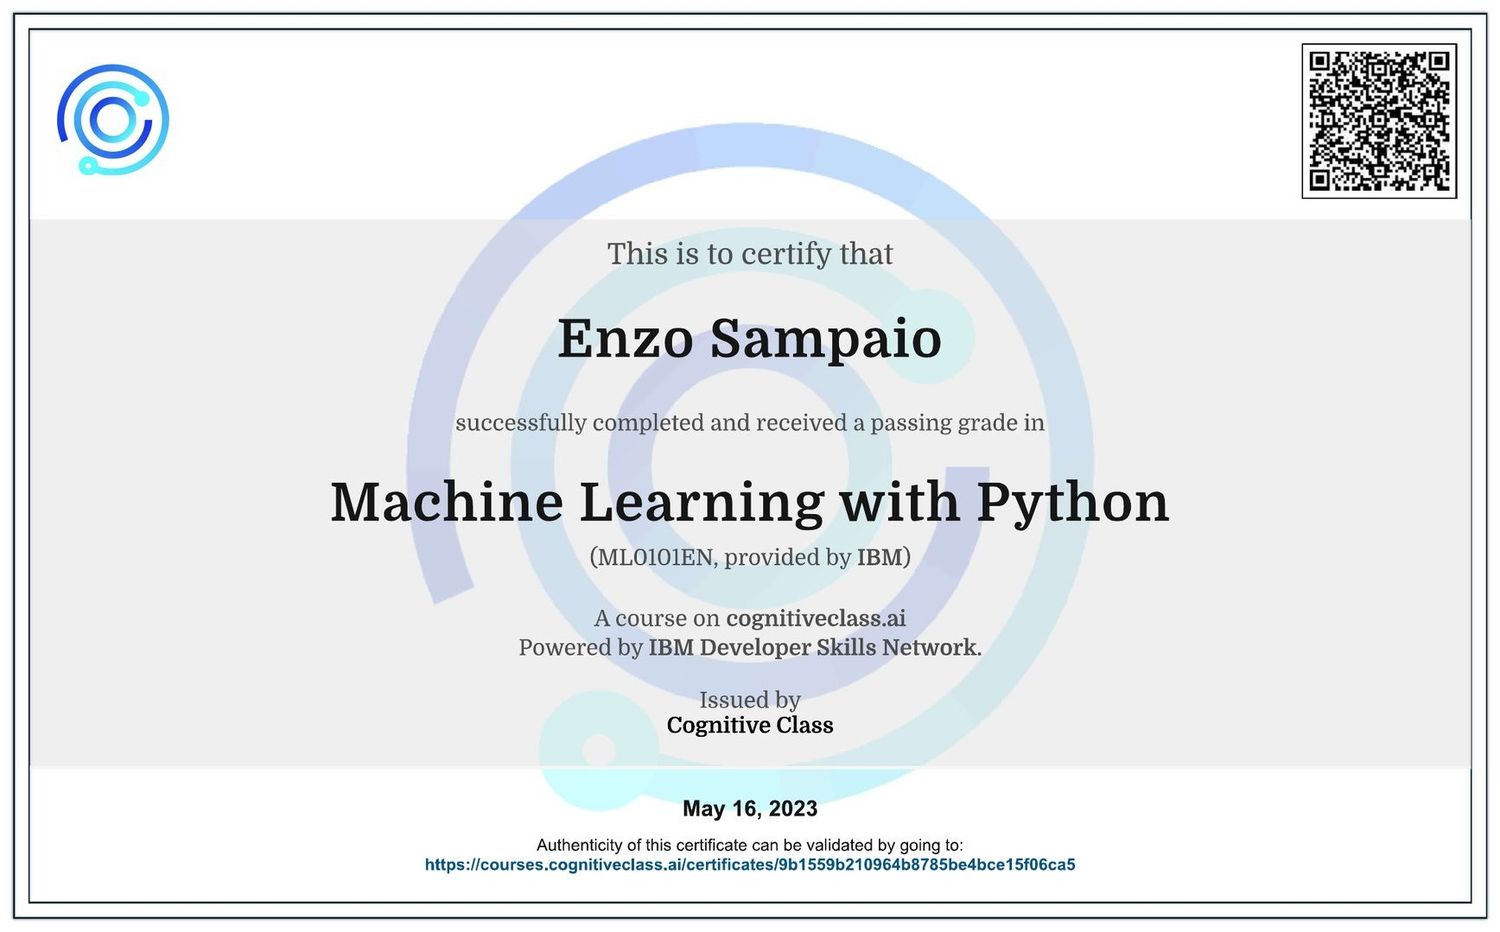 This is to certify that
Enzo Sampaio
successfully completed and received a passing grade in
Machine Learning with Python
(ML0101EN, provided by IBM)
A course on cognitiveclass.ai
Powered by IBM Developer Skills Network.
Issued by
Cognitive Class
May 16, 2023
Authenticity of this certificate can be validated by going to:
https://courses.cognitiveclass.ai/certificates/9b1559b210964b8785be4bce15f06ca5